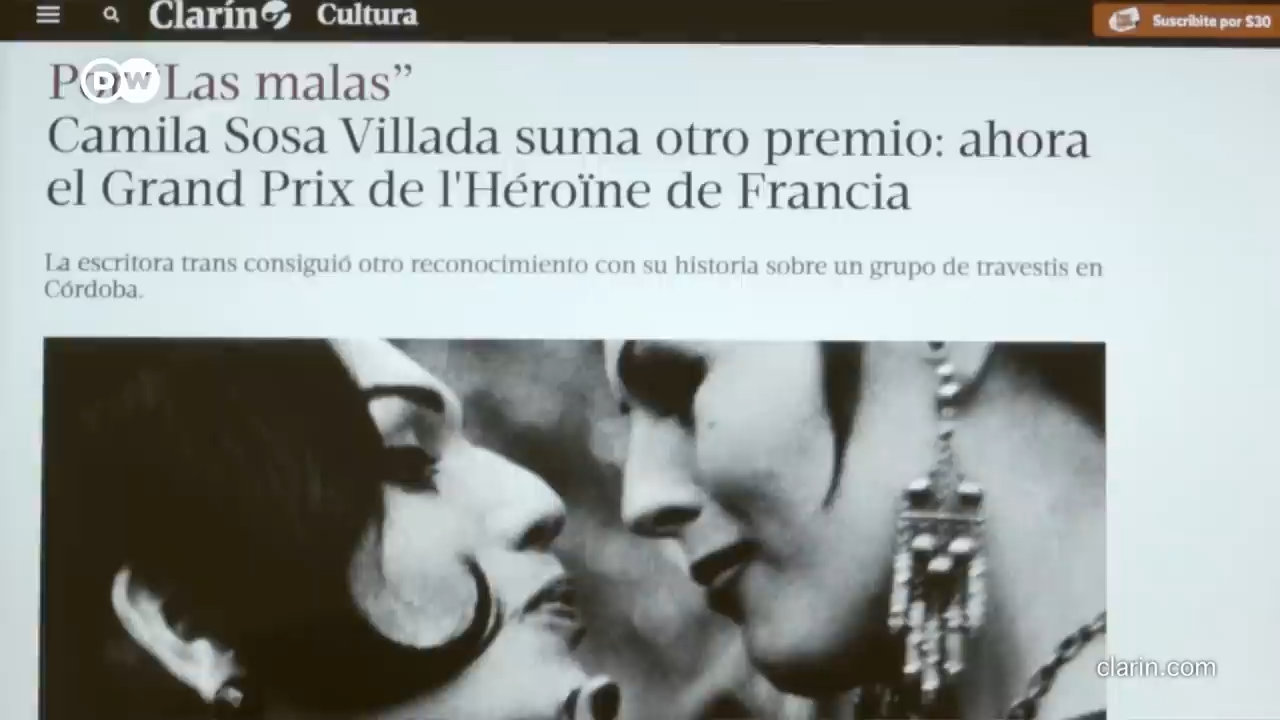 Clarín Cultura
Suscribite por $30
DW
Por "Las malas”
Camila Sosa Villada suma otro premio: ahora
el Grand Prix de l'Héroïne de Francia
La escritora trans consiguió otro reconocimiento con su historia sobre un grupo de travestis en
Córdoba.
clarin.com